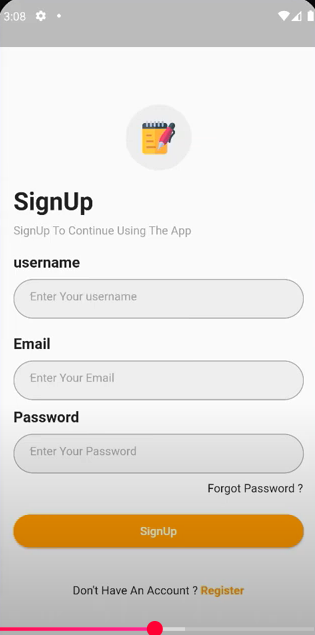 3:08
SignUp
SignUp To Continue Using The App
username
Enter Your username
Email
Enter Your Email
Password
Enter Your Password
Forgot Password ?
SignUp
Don't Have An Account ? Register